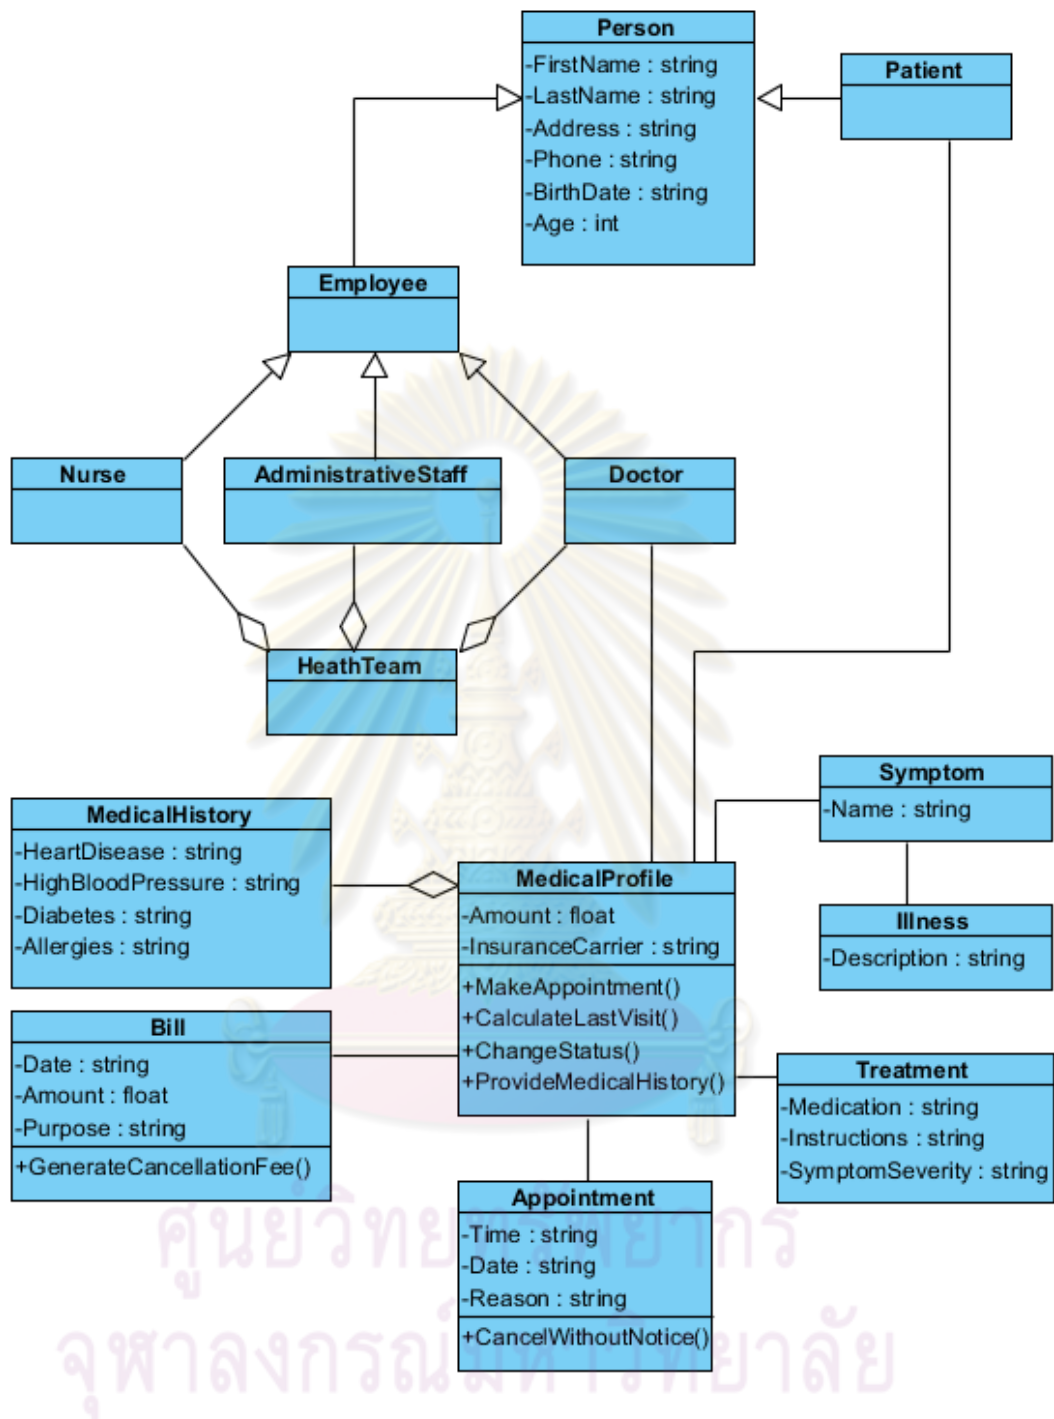 Person
-FirstName : string
-LastName : string
-Address : string
-Phone : string
-BirthDate : string
-Age : int
Patient
Employee
Nurse
AdministrativeStaff
Doctor
HeathTeam
Symptom
-Name : string
MedicalHistory
-HeartDisease : string
-HighBloodPressure : string
-Diabetes : string
-Allergies : string
MedicalProfile
-Amount : float
-InsuranceCarrier : string
+MakeAppointment()
+CalculateLastVisit()
+ChangeStatus()
+ProvideMedicalHistory()
Illness
-Description : string
Bill
-Date : string
-Amount : float
-Purpose : string
+GenerateCancellationFee()
Treatment
-Medication : string
-Instructions : string
-SymptomSeverity : string
Appointment
-Time : string
-Date : string
-Reason : string
+CancelWithoutNotice()
ศูนย์วิทยทรัพยากร
จุฬาลงกรณ์มหาวิทยาลัย